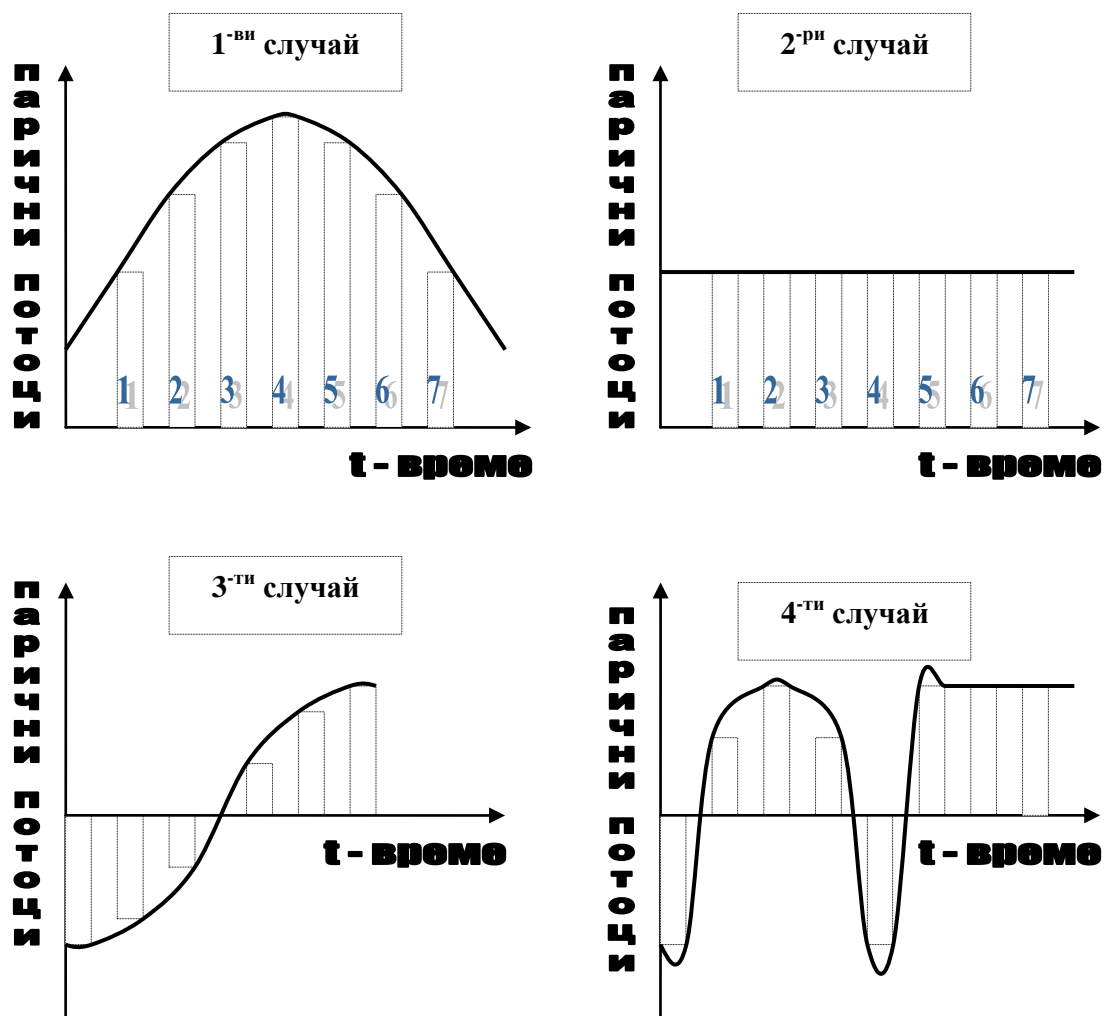 1-ви случай
парични потоци
1 2 3 4 5 6 7
t - време
2-ри случай
парични потоци
1 2 3 4 5 6 7
t - време
3-ти случай
парични потоци
t - време
4-ти случай
парични потоци
t - време